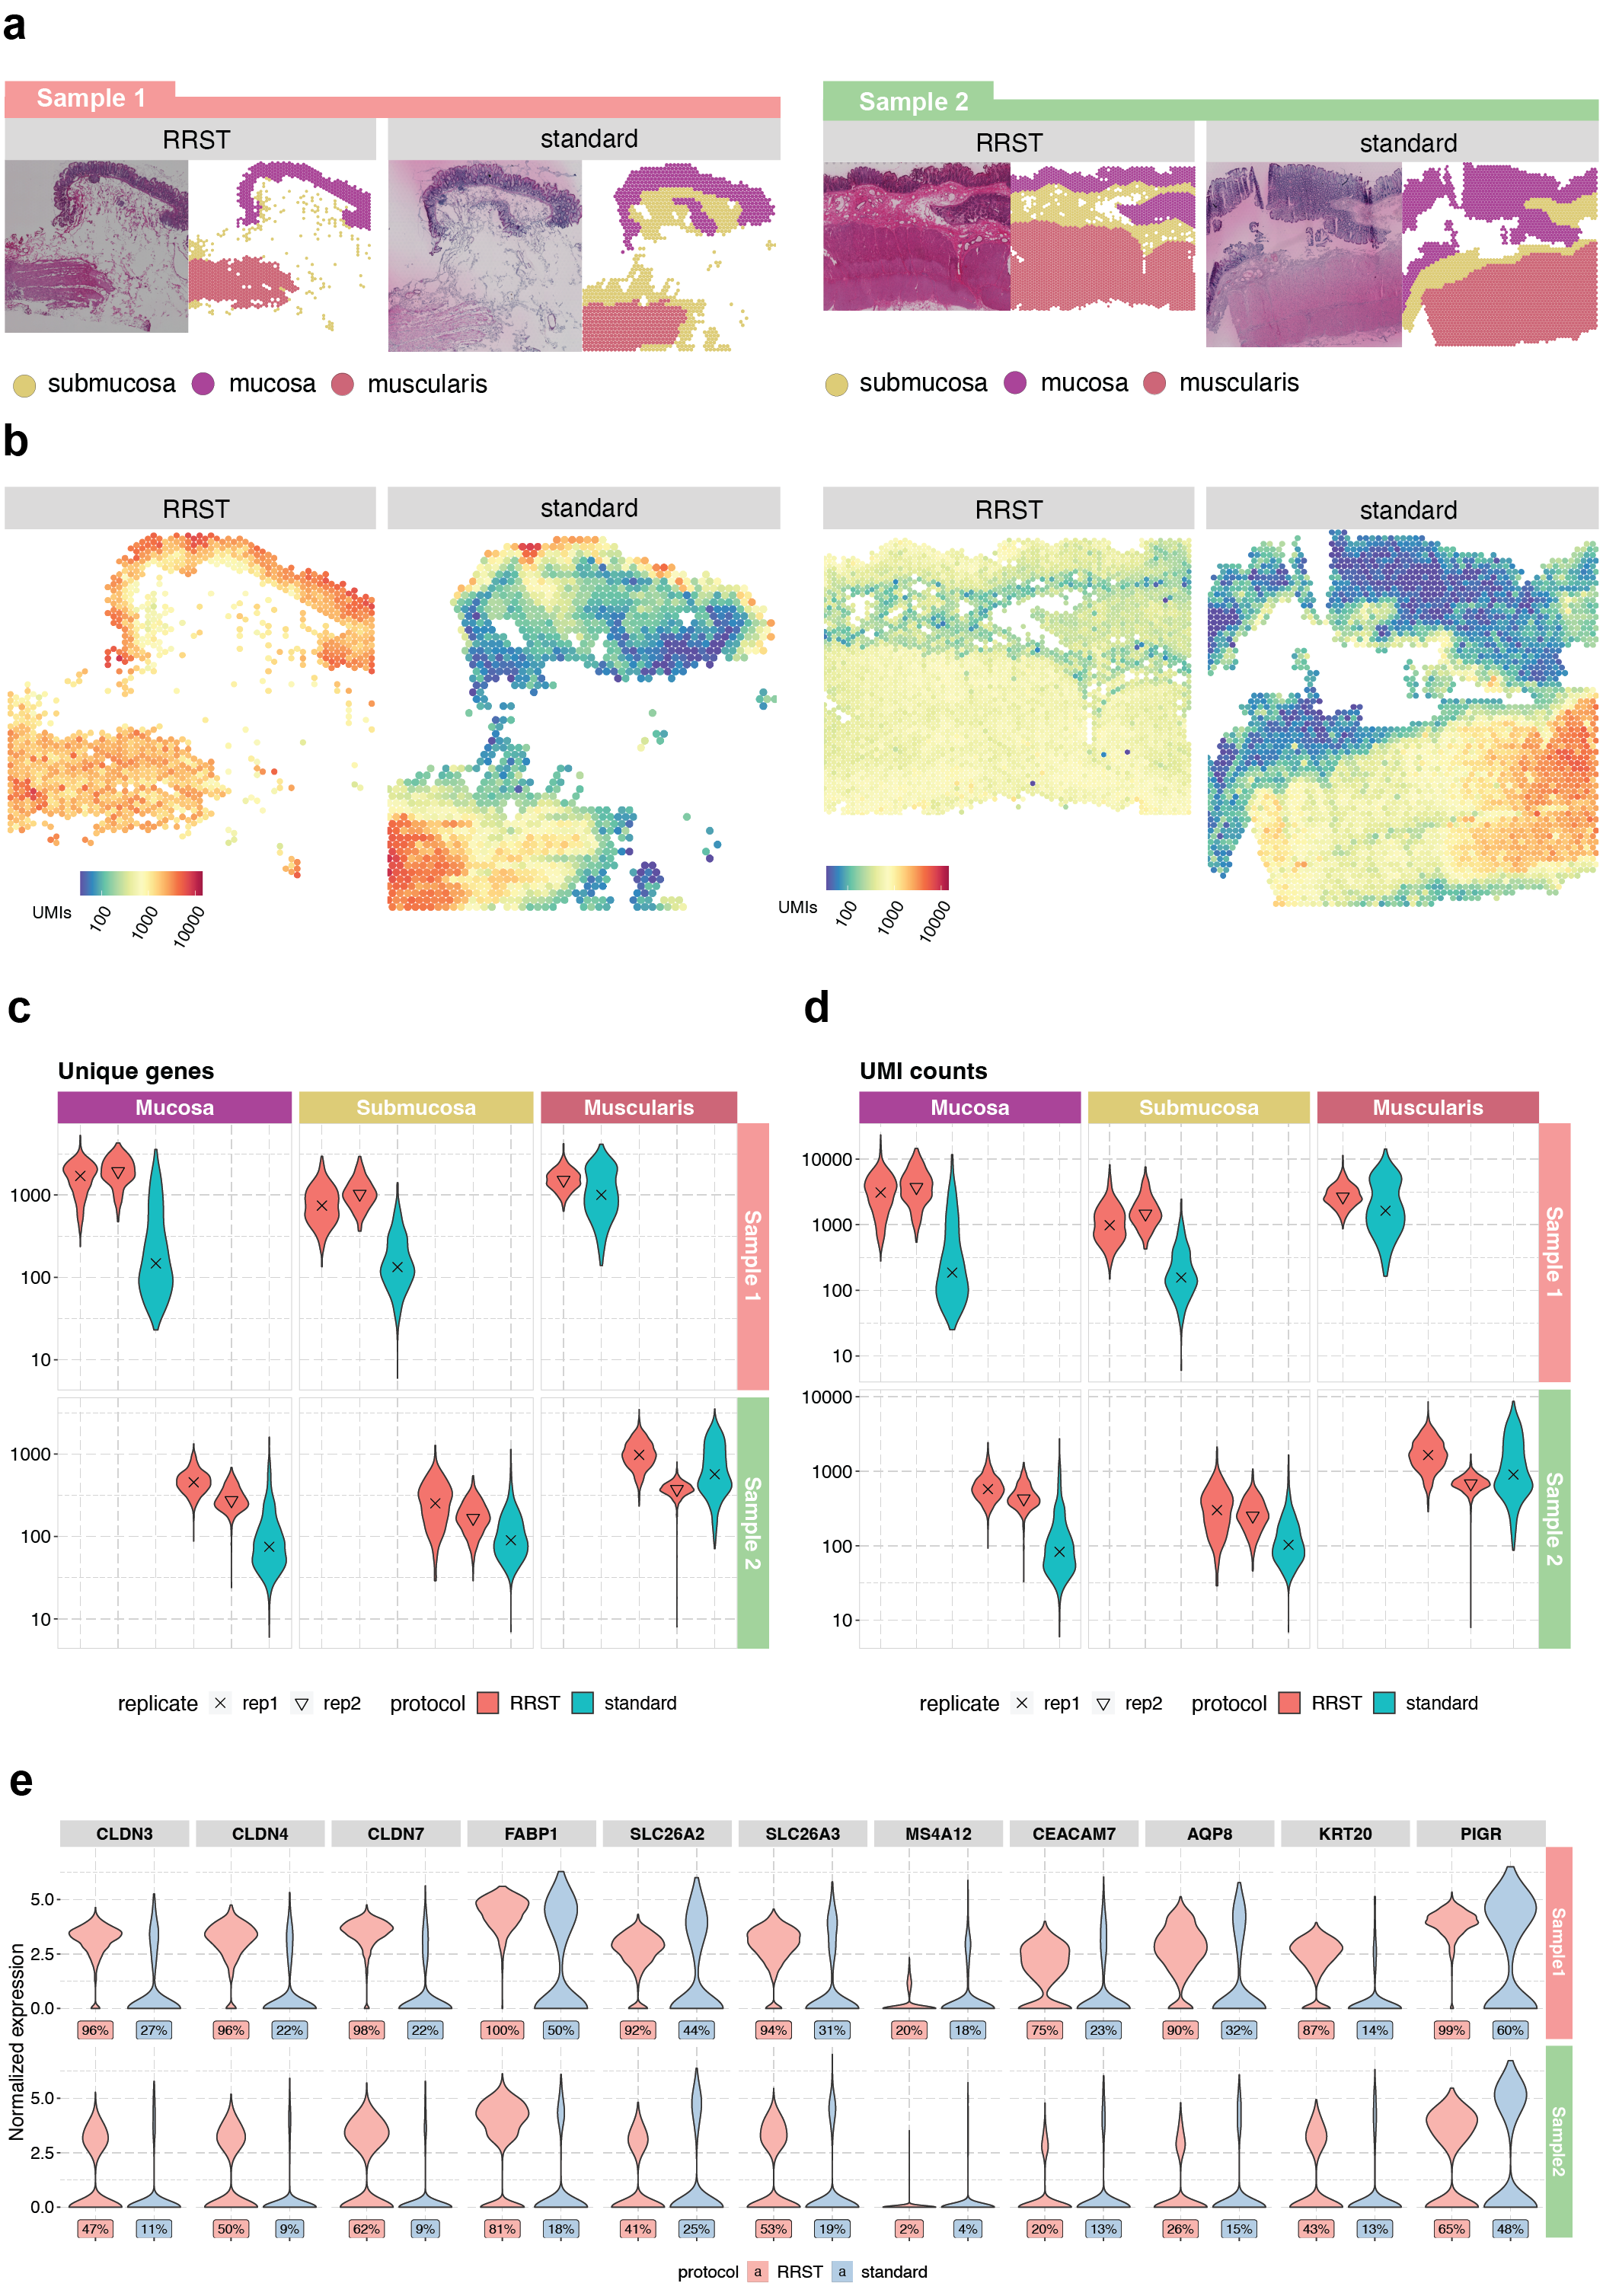 a
Sample 1
Sample 2
RRST
standard
RRST
standard
submucosa
mucosa
muscularis
submucosa
mucosa
muscularis
b
RRST
standard
RRST
standard
UMIs
100
1000
10000
UMIs
100
1000
10000
c
Unique genes
Mucosa
Submucosa
Muscularis
1000
100
10
Sample 1
1000
100
10
Sample 2
replicate rep1 rep2 protocol RRST standard
d
UMI counts
Mucosa
Submucosa
Muscularis
10000
1000
100
10
Sample 1
10000
1000
100
10
Sample 2
replicate rep1 rep2 protocol RRST standard
e
CLDN3 CLDN4 CLDN7 FABP1 SLC26A2 SLC26A3 MS4A12 CEACAM7 AQP8 KRT20 PIGR
Normalized expression
5.0
2.5
0.0
Sample1
96% 27% 96% 22% 98% 22% 100% 50% 92% 44% 94% 31% 20% 18% 75% 23% 90% 32% 87% 14% 99% 60%
5.0
2.5
0.0
Sample2
47% 11% 50% 9% 62% 9% 81% 18% 41% 25% 53% 19% 2% 4% 20% 13% 26% 15% 43% 13% 65% 48%
protocol a RRST a standard